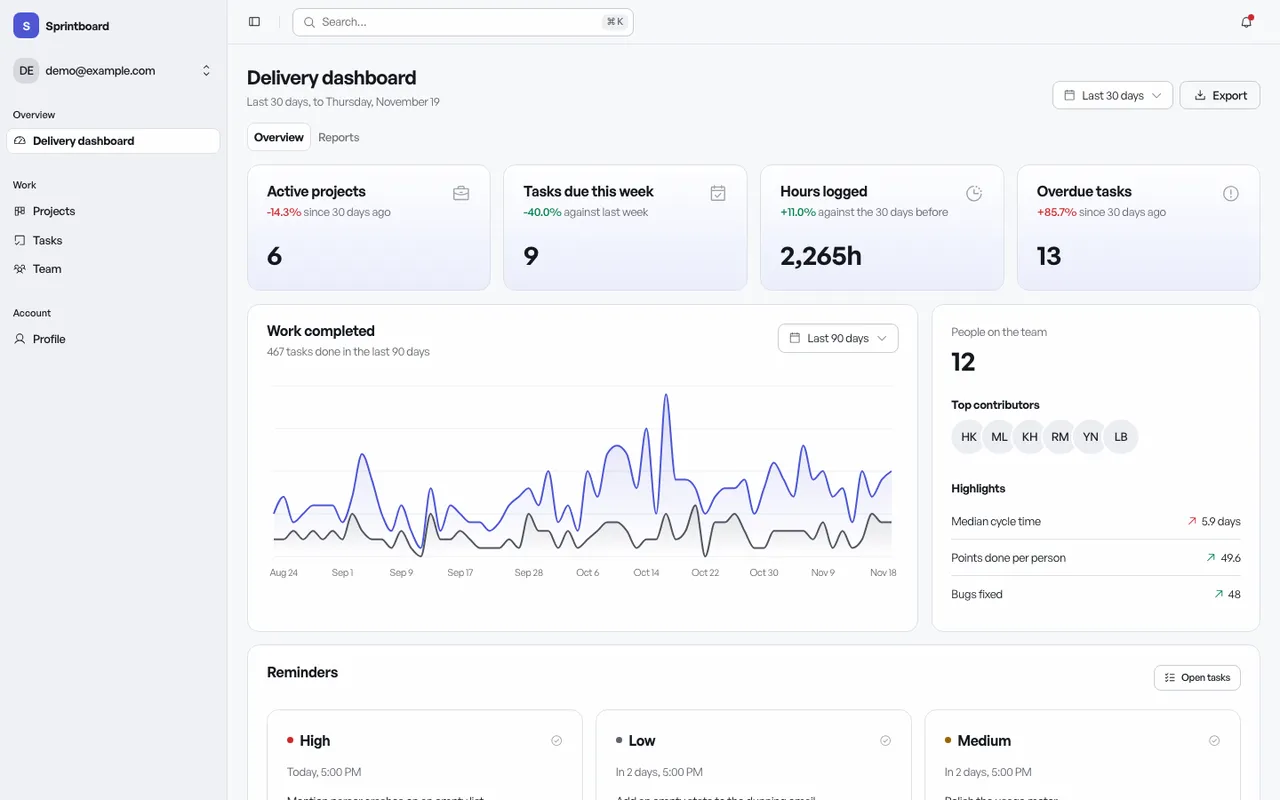 S Sprintboard
DE demo@example.com
Overview
Delivery dashboard
Work
Projects
Tasks
Team
Account
Profile
Search... ⌘ K
Delivery dashboard
Last 30 days, to Thursday, November 19
Last 30 days
Export
Overview Reports
Active projects
-14.3% since 30 days ago
6
Tasks due this week
-40.0% against last week
9
Hours logged
+11.0% against the 30 days before
2,265h
Overdue tasks
+85.7% since 30 days ago
13
Work completed
467 tasks done in the last 90 days
Last 90 days
Aug 24 Sep 1 Sep 9 Sep 17 Sep 28 Oct 6 Oct 14 Oct 22 Oct 30 Nov 9 Nov 18
People on the team
12
Top contributors
HK ML KH RM YN LB
Highlights
Median cycle time 5.9 days
Points done per person 49.6
Bugs fixed 48
Reminders
Open tasks
High
Today, 5:00 PM
Low
In 2 days, 5:00 PM
Medium
In 2 days, 5:00 PM